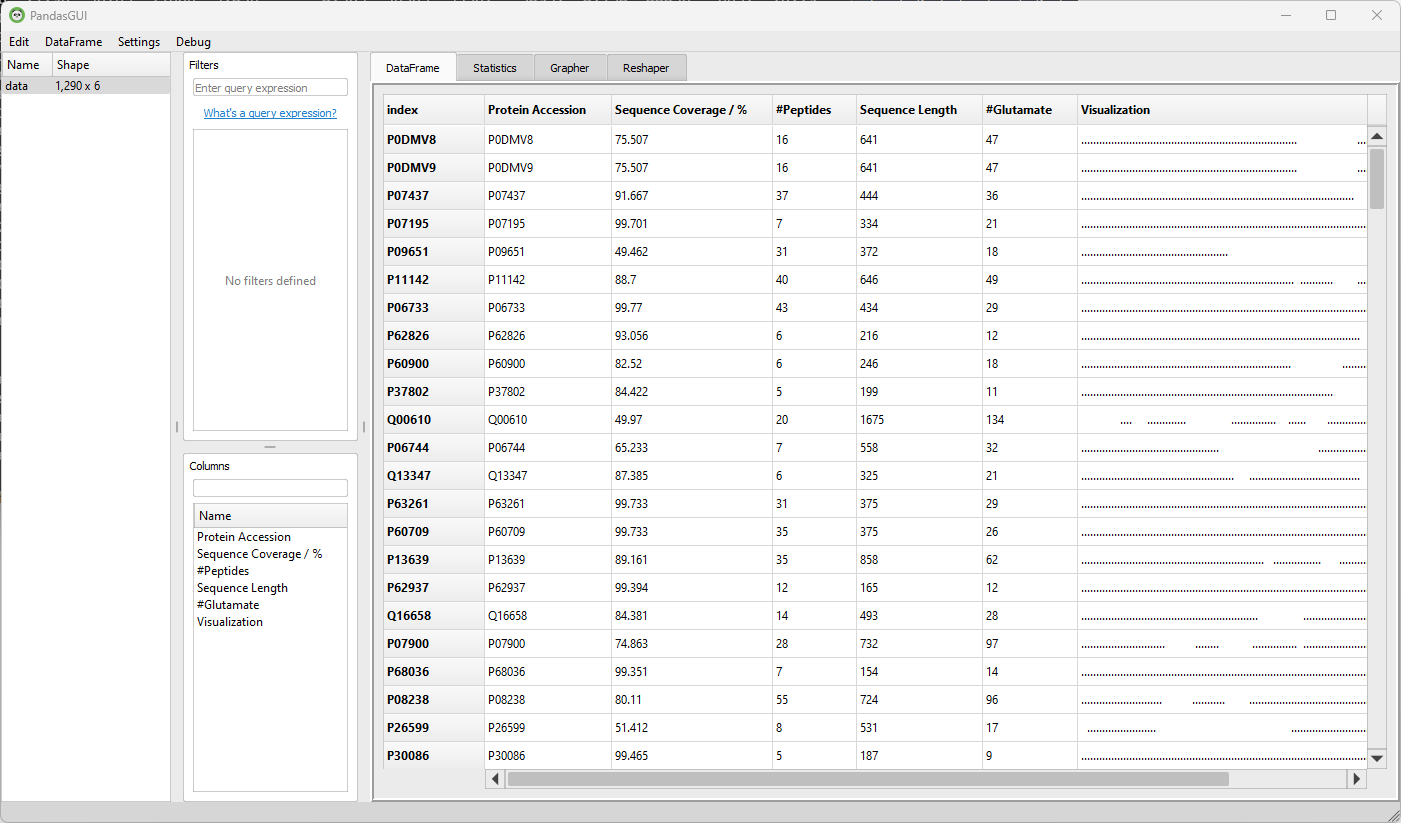 PandasGUI
Edit DataFrame Settings Debug
Name Shape
data 1,290 x 6
Filters
Enter query expression
What's a query expression?
No filters defined
Columns
Name
Protein Accession
Sequence Coverage / %
#Peptides
Sequence Length
#Glutamate
Visualization
DataFrame Statistics Grapher Reshaper
index Protein Accession Sequence Coverage / % #Peptides Sequence Length #Glutamate Visualization
P0DMV8 P0DMV8 75.507 16 641 47
P0DMV9 P0DMV9 75.507 16 641 47
P07437 P07437 91.667 37 444 36
P07195 P07195 99.701 7 334 21
P09651 P09651 49.462 31 372 18
P11142 P11142 88.7 40 646 49
P06733 P06733 99.77 43 434 29
P62826 P62826 93.056 6 216 12
P60900 P60900 82.52 6 246 18
P37802 P37802 84.422 5 199 11
Q00610 Q00610 49.97 20 1675 134
P06744 P06744 65.233 7 558 32
Q13347 Q13347 87.385 6 325 21
P63261 P63261 99.733 31 375 29
P60709 P60709 99.733 35 375 26
P13639 P13639 89.161 35 858 62
P62937 P62937 99.394 12 165 12
Q16658 Q16658 84.381 14 493 28
P07900 P07900 74.863 28 732 97
P68036 P68036 99.351 7 154 14
P08238 P08238 80.11 55 724 96
P26599 P26599 51.412 8 531 17
P30086 P30086 99.465 5 187 9